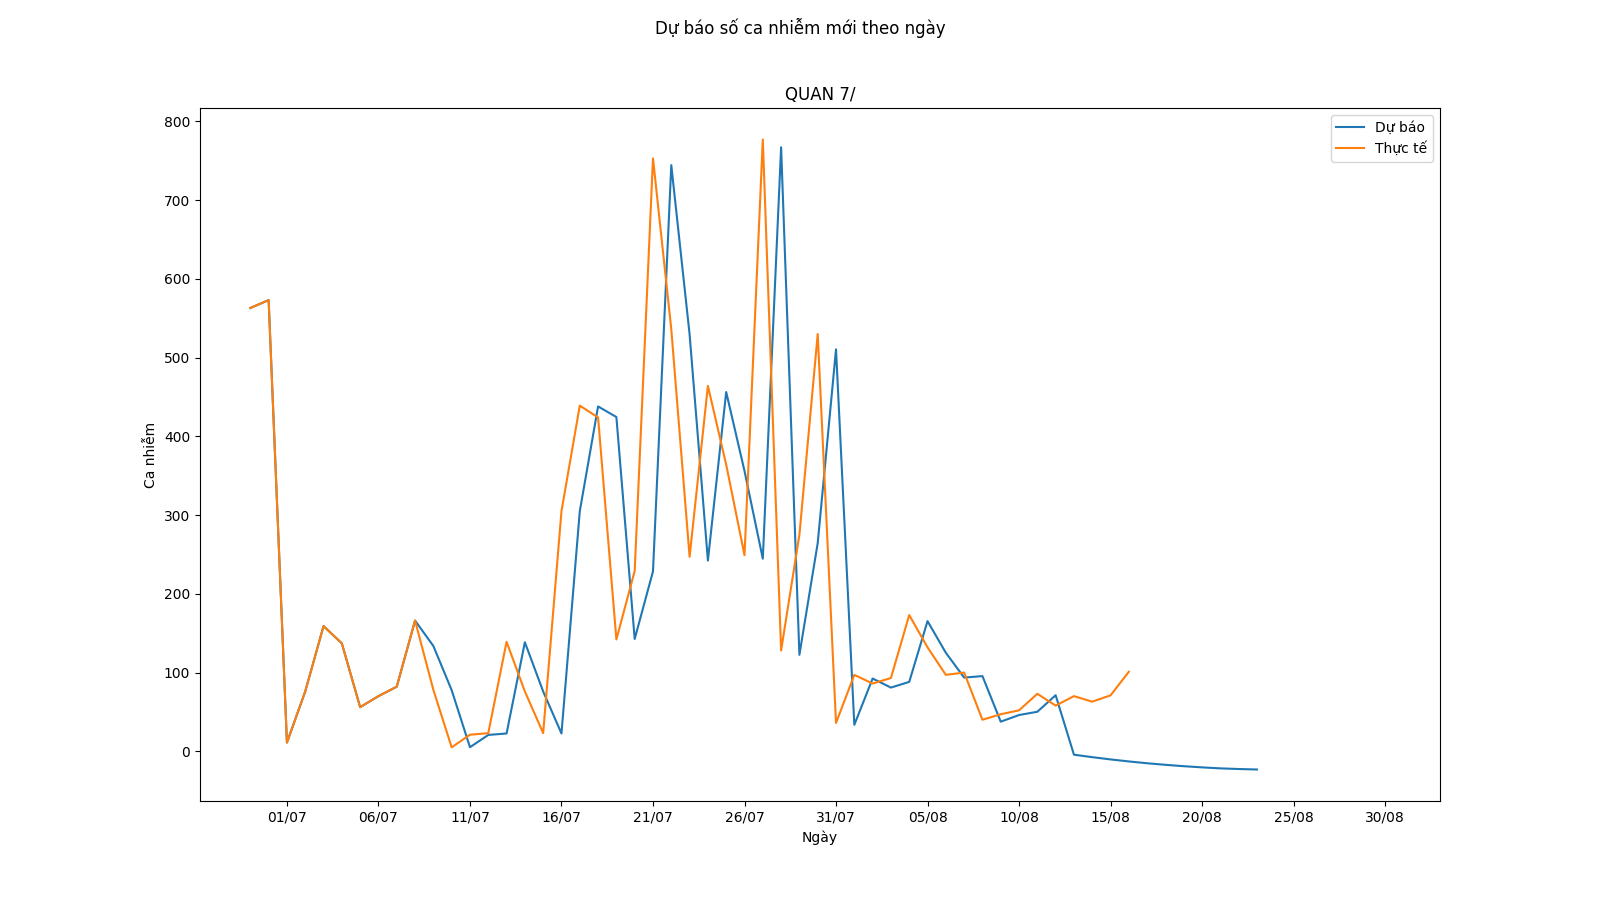 Dự báo số ca nhiễm mới theo ngày
QUAN 7/
Dự báo
Thực tế
800
700
600
500
400
300
200
100
0
Ca nhiễm
01/07 06/07 11/07 16/07 21/07 26/07 31/07 05/08 10/08 15/08 20/08 25/08 30/08
Ngày